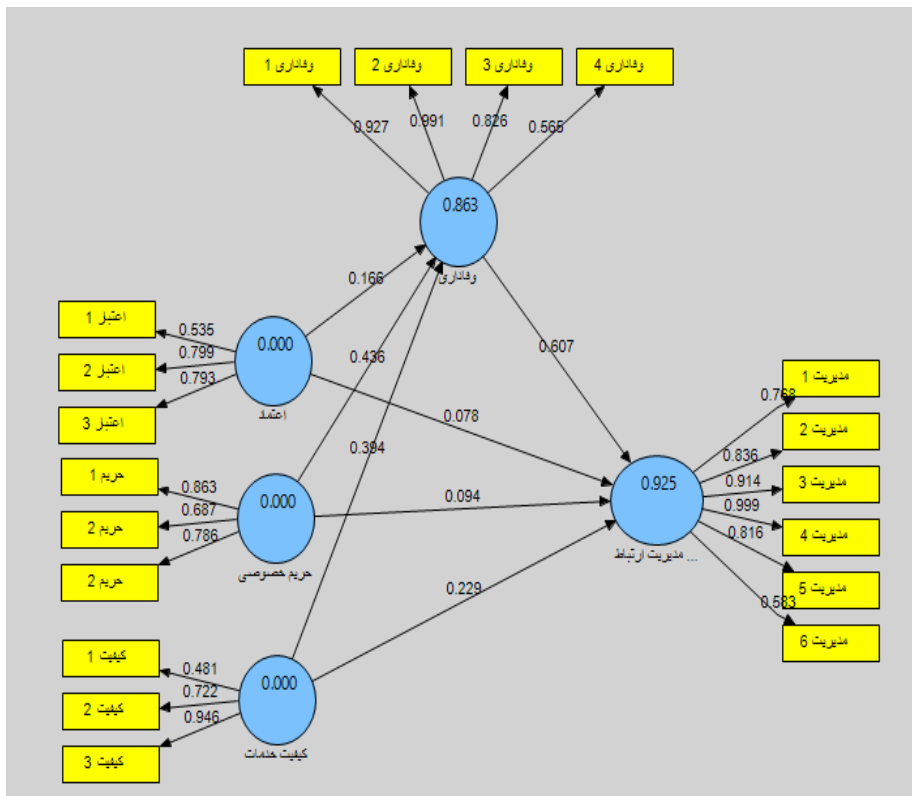 وفاداری 1
وفاداری 2
وفاداری 3
وفاداری 4
0.927
0.991
0.826
0.565
0.863
وفاداری
0.166
0.436
0.394
0.607
اعتبار 1
اعتبار 2
اعتبار 3
0.535
0.799
0.793
0.000
اعتماد
0.078
حریم 1
حریم 2
حریم 2
0.863
0.687
0.786
0.000
حریم خصوصی
0.094
کیفیت 1
کیفیت 2
کیفیت 3
0.481
0.722
0.946
0.000
کیفیت خدمات
0.229
0.925
مدیریت ارتباط ...
0.768
0.836
0.914
0.999
0.816
0.583
مدیریت 1
مدیریت 2
مدیریت 3
مدیریت 4
مدیریت 5
مدیریت 6